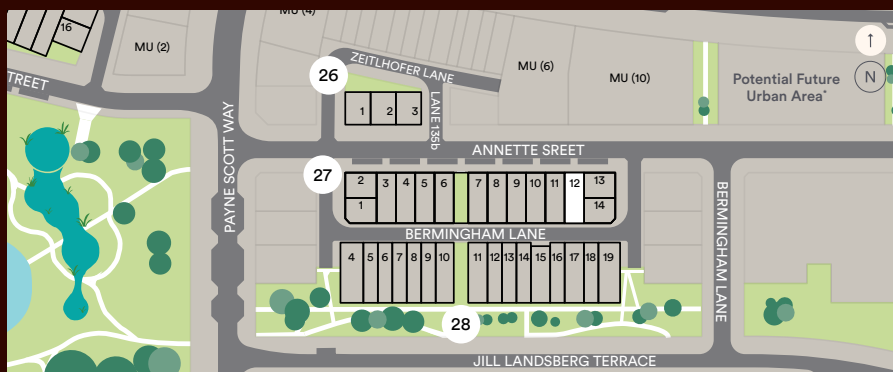 MU (4)
16
MU (2)
TREET
PAYNE SCOTT WAY
26
ZEITLHOFER LANE
LANE 135b
1 2 3
MU (6)
MU (10)
Potential Future
Urban Area*
↑
N
ANNETTE SREET
27
2 3 4 5 6 7 8 9 10 11 12 13
1 14
BERMINGHAM LANE
4 5 6 7 8 9 10 11 12 13 14 15 16 17 18 19
BERMINGHAM LANE
28
JILL LANDSBERG TERRACE